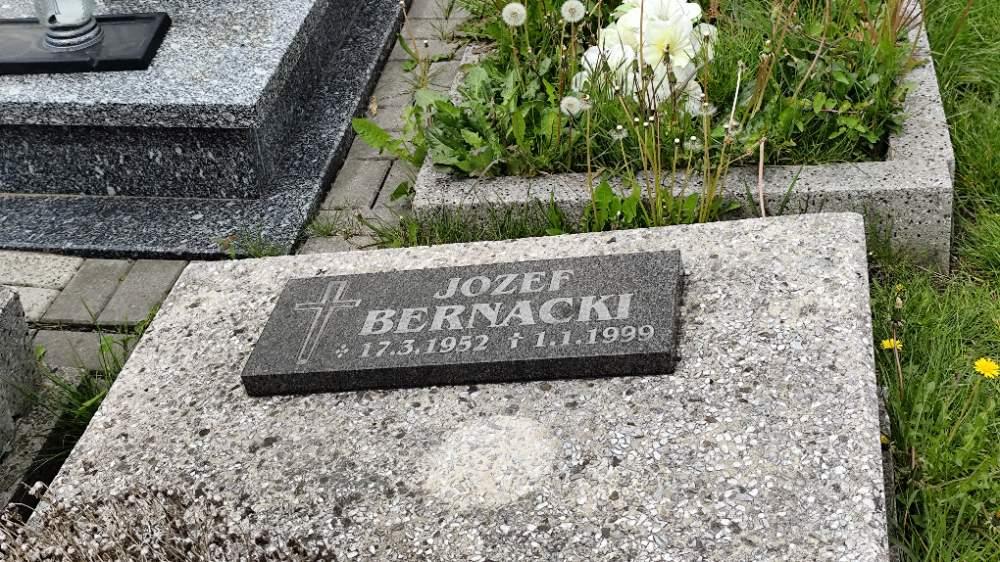 JOZEF
BERNACKI
* 17.3.1952 † 1.1.1999